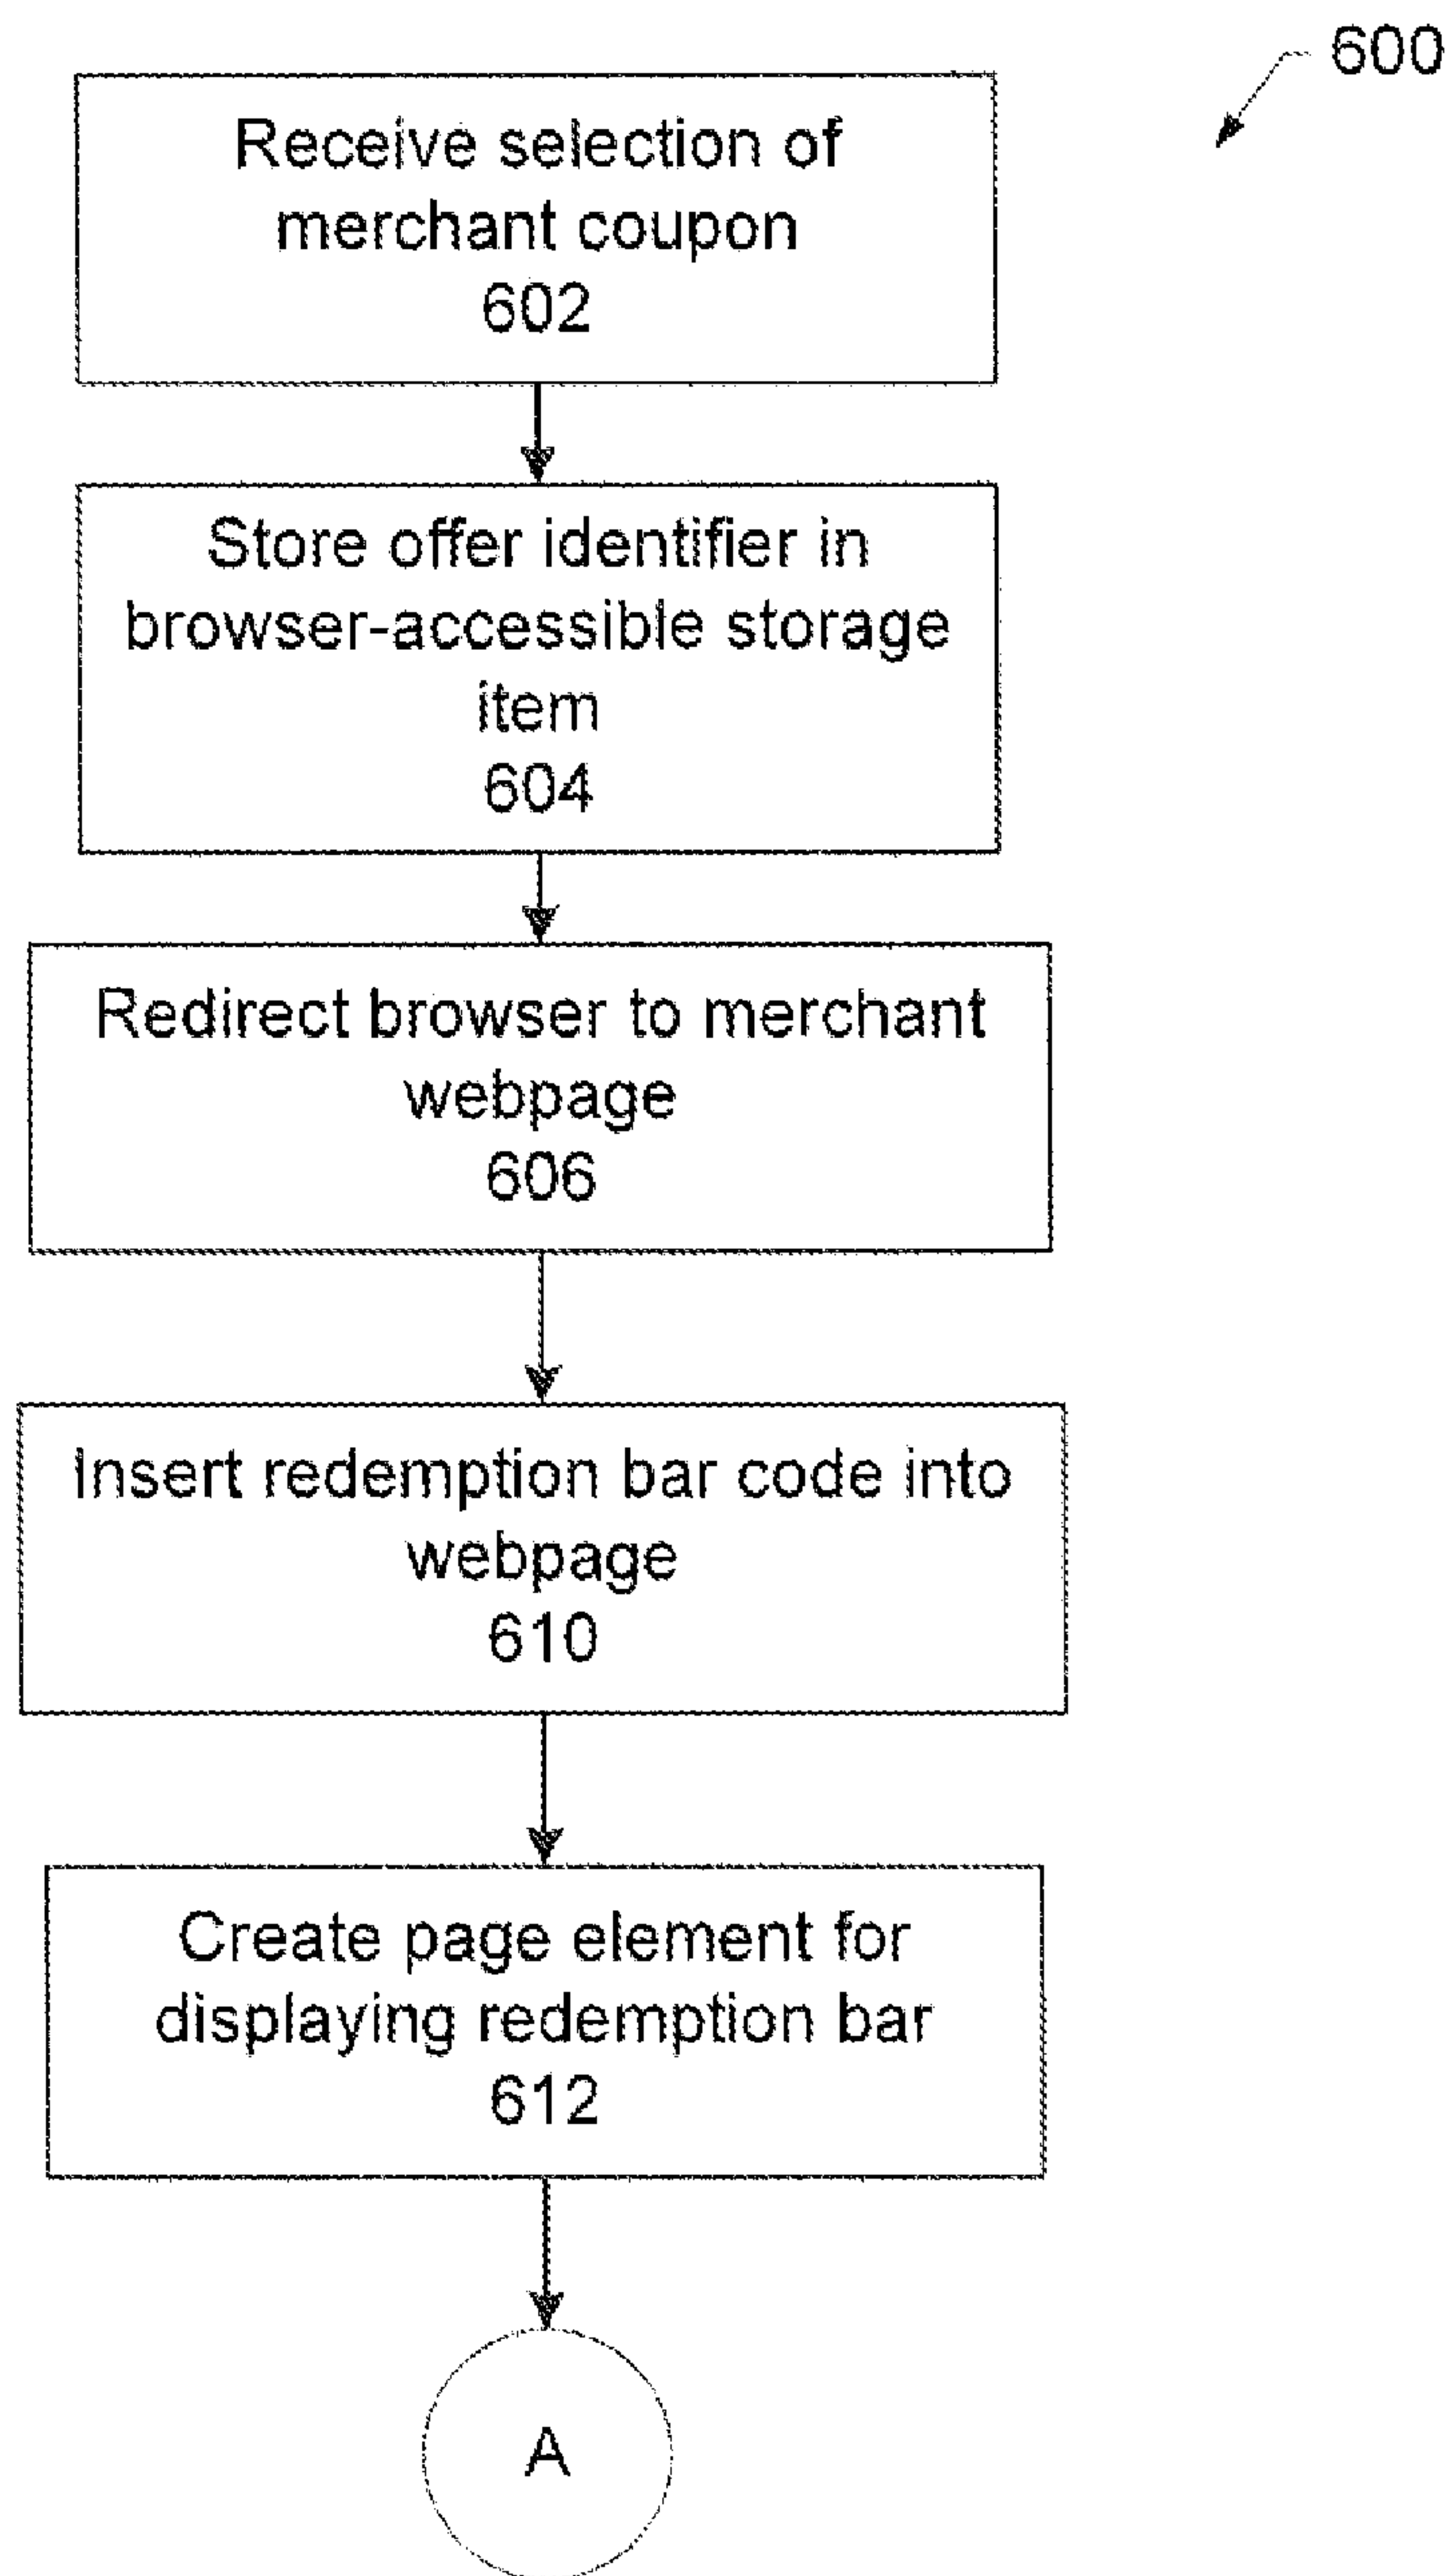 600
Receive selection of
merchant coupon
602
Store offer identifier in
browser-accessible storage
item
604
Redirect browser to merchant
webpage
606
Insert redemption bar code into
webpage
610
Create page element for
displaying redemption bar
612
A